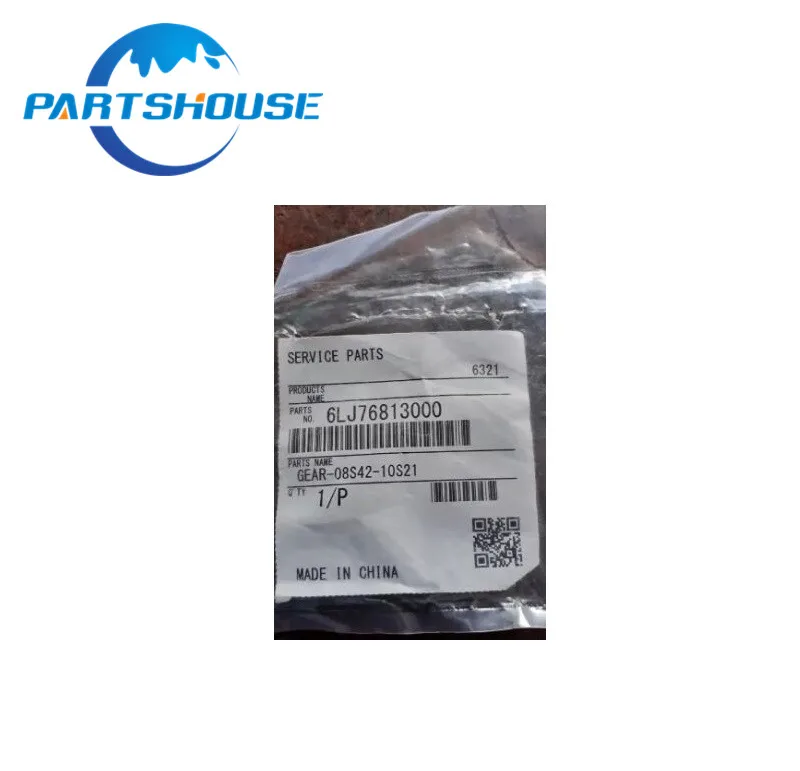 PARTSHOUSE
SERVICE PARTS
6321
PRODUCTS
NAME
PARTS
NO. 6LJ76813000
PARTS NAME
GEAR-08S42-10S21
Q'TY 1/P
MADE IN CHINA